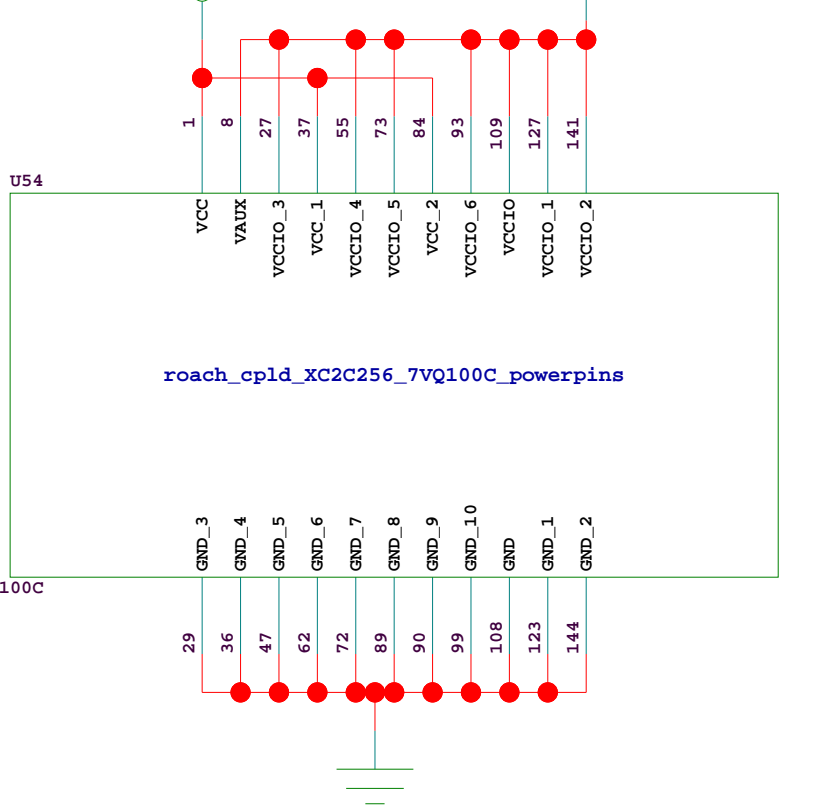 1 8 27 37 55 73 84 93 109 127 141
U54
VCC VAUX VCCIO_3 VCC_1 VCCIO_4 VCCIO_5 VCC_2 VCCIO_6 VCCIO VCCIO_1 VCCIO_2
roach_cpld_XC2C256_7VQ100C_powerpins
GND_3 GND_4 GND_5 GND_6 GND_7 GND_8 GND_9 GND_10 GND GND_1 GND_2
100C
29 36 47 62 72 89 90 99 108 123 144